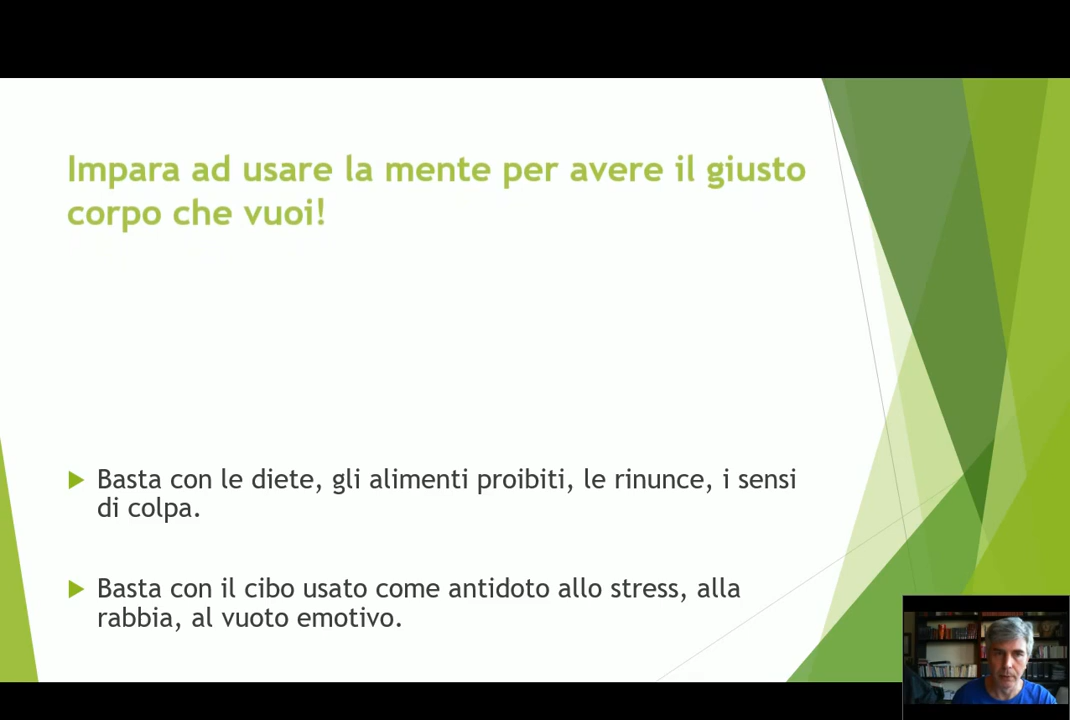 Impara ad usare la mente per avere il giusto
corpo che vuoi!
Basta con le diete, gli alimenti proibiti, le rinunce, i sensi
di colpa.
Basta con il cibo usato come antidoto allo stress, alla
rabbia, al vuoto emotivo.